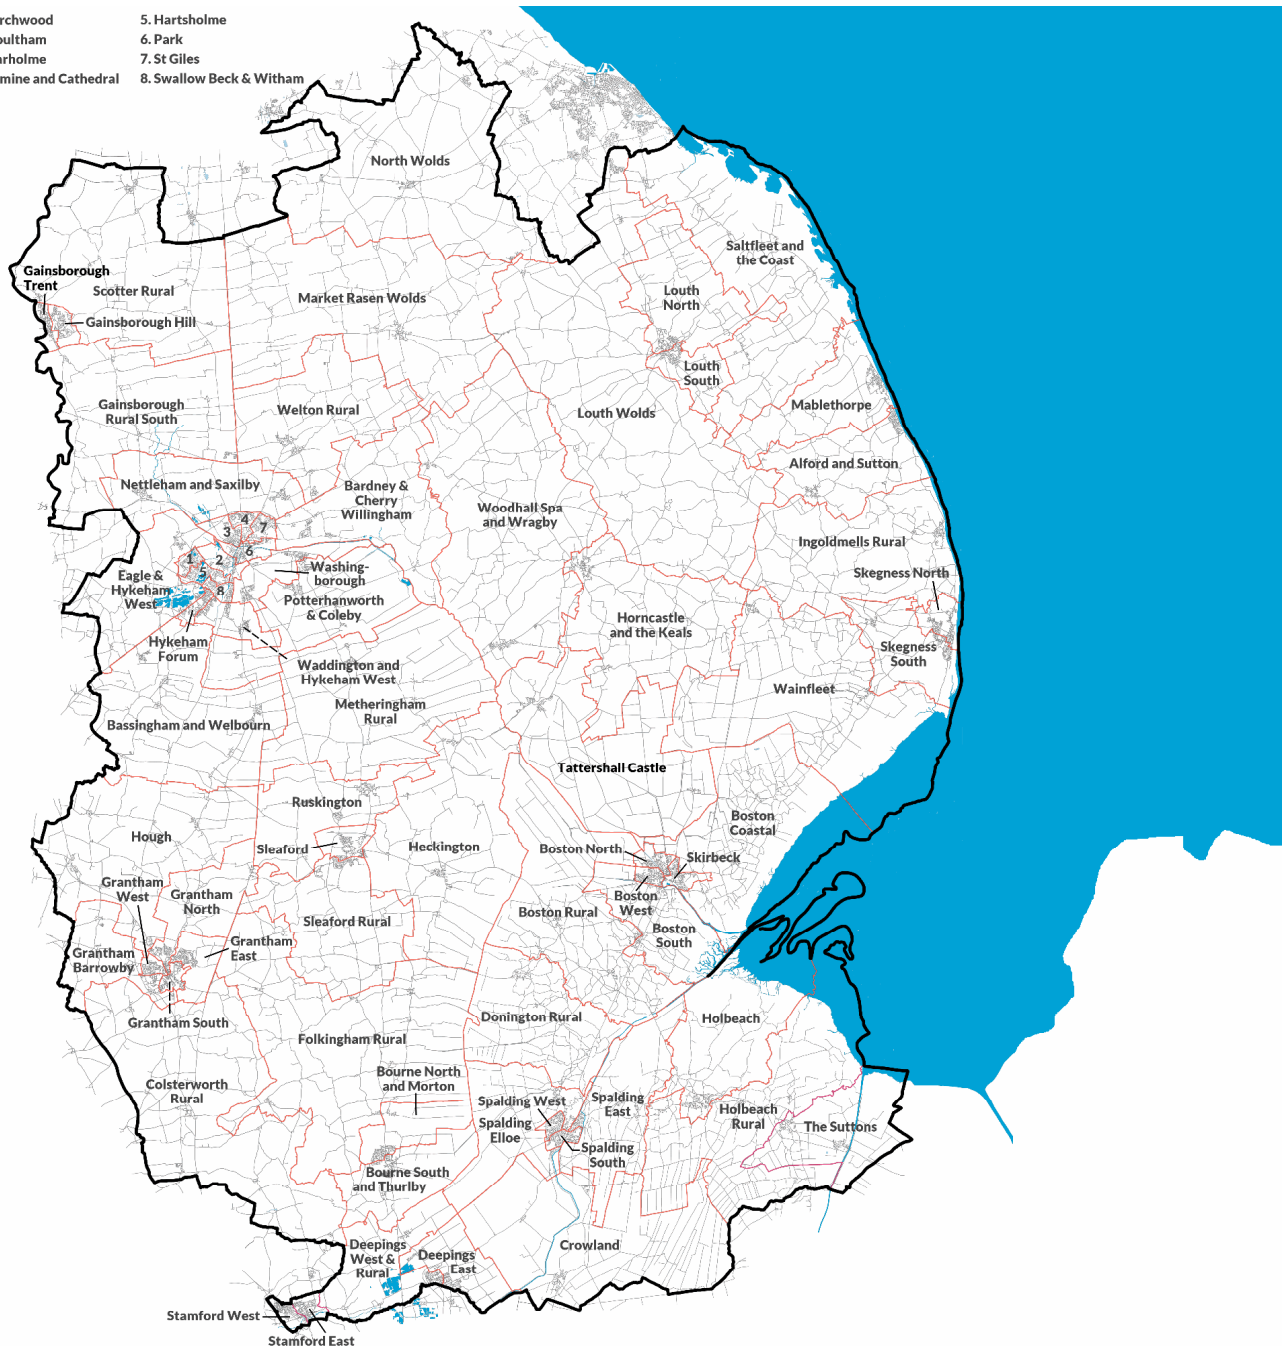 5. Hartsholme
6. Park
7. St Giles
8. Swallow Beck & Witham
and Cathedral
North Wolds
Saltfleet and
the Coast
Gainsborough
Trent
Scotter Rural
Gainsborough Hill
Market Rasen Wolds
Louth
North
Louth
South
Gainsborough
Rural South
Welton Rural
Louth Wolds
Mablethorpe
Alford and Sutton
Nettleham and Saxilby
Bardney &
Cherry
Willingham
Woodhall Spa
and Wragby
4
3
7
6
1
2
5
8
Ingoldmells Rural
Skegness North
Washing-
borough
Eagle &
Hykeham
West
Potterhanworth
& Coleby
Horncastle
and the Keals
Hykeham
Forum
Skegness
South
Waddington and
Hykeham West
Wainfleet
Metheringham
Rural
Bassingham and Welbourn
Tattershall Castle
Ruskington
Boston
Coastal
Hough
Sleaford
Heckington
Boston North
Skirbeck
Grantham
West
Grantham
North
Boston
West
Sleaford Rural
Boston Rural
Boston
South
Grantham
East
Grantham
Barrowby
Grantham South
Donington Rural
Holbeach
Folkingham Rural
Bourne North
and Morton
Colsterworth
Rural
Spalding West
Spalding
East
Spalding
Elloe
Holbeach
Rural
The Suttons
Spalding
South
Bourne South
and Thurlby
Deepings
West &
Rural
Deepings
East
Crowland
Stamford West
Stamford East